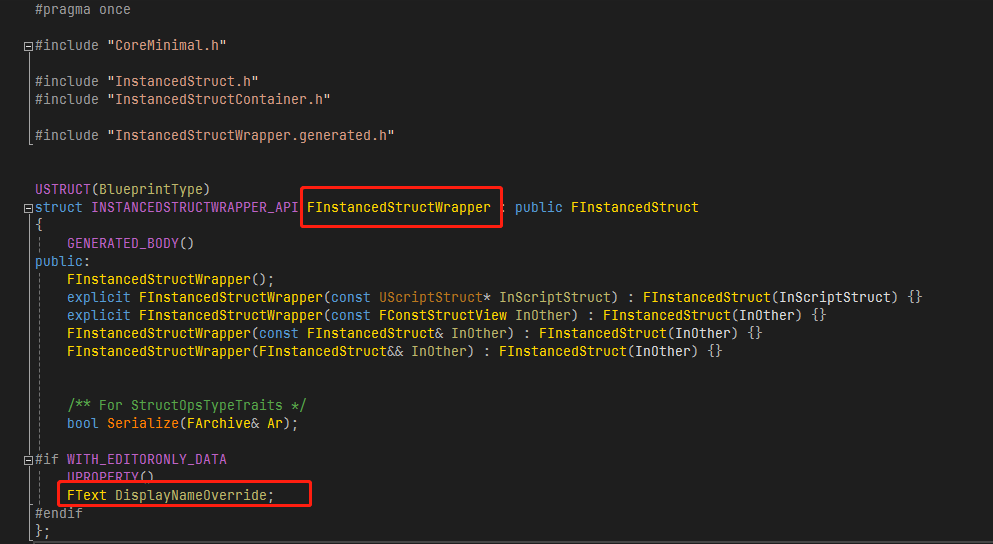 #pragma once
#include "CoreMinimal.h"
#include "InstancedStruct.h"
#include "InstancedStructContainer.h"
#include "InstancedStructWrapper.generated.h"
USTRUCT(BlueprintType)
struct INSTANCEDSTRUCTWRAPPER_API FInstancedStructWrapper : public FInstancedStruct
{
GENERATED_BODY()
public:
FInstancedStructWrapper();
explicit FInstancedStructWrapper(const UScriptStruct* InScriptStruct) : FInstancedStruct(InScriptStruct) {}
explicit FInstancedStructWrapper(const FConstStructView InOther) : FInstancedStruct(InOther) {}
FInstancedStructWrapper(const FInstancedStruct& InOther) : FInstancedStruct(InOther) {}
FInstancedStructWrapper(FInstancedStruct&& InOther) : FInstancedStruct(InOther) {}
/** For StructOpsTypeTraits */
bool Serialize(FArchive& Ar);
#if WITH_EDITORONLY_DATA
UPROPERTY()
FText DisplayNameOverride;
#endif
};